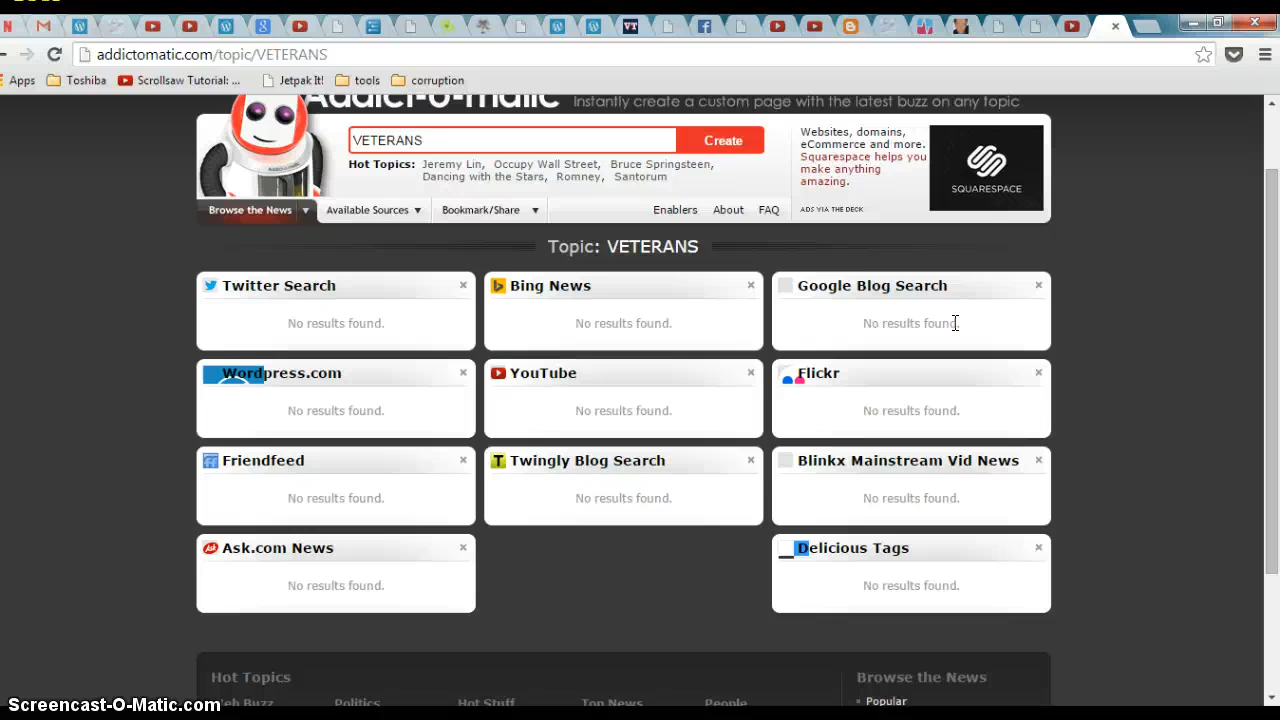 addictomatic.com/topic/VETERANS
Apps Toshiba Scrollsaw Tutorial: ... Jetpak It! tools corruption
Addict-o-matic Instantly create a custom page with the latest buzz on any topic
VETERANS Create
Hot Topics: Jeremy Lin, Occupy Wall Street, Bruce Springsteen,
Dancing with the Stars, Romney, Santorum
Websites, domains,
eCommerce and more.
Squarespace helps you
make anything
amazing.
ADS VIA THE DECK
SQUARESPACE
Browse the News Available Sources Bookmark/Share Enablers About FAQ
Topic: VETERANS
Twitter Search
No results found.
Bing News
No results found.
Google Blog Search
No results found.
Wordpress.com
No results found.
YouTube
No results found.
Flickr
No results found.
Friendfeed
No results found.
Twingly Blog Search
No results found.
Blinkx Mainstream Vid News
No results found.
Ask.com News
No results found.
Delicious Tags
No results found.
Hot Topics
Politics Hot Stuff Top News People
Browse the News
Popular
Screencast-O-Matic.com